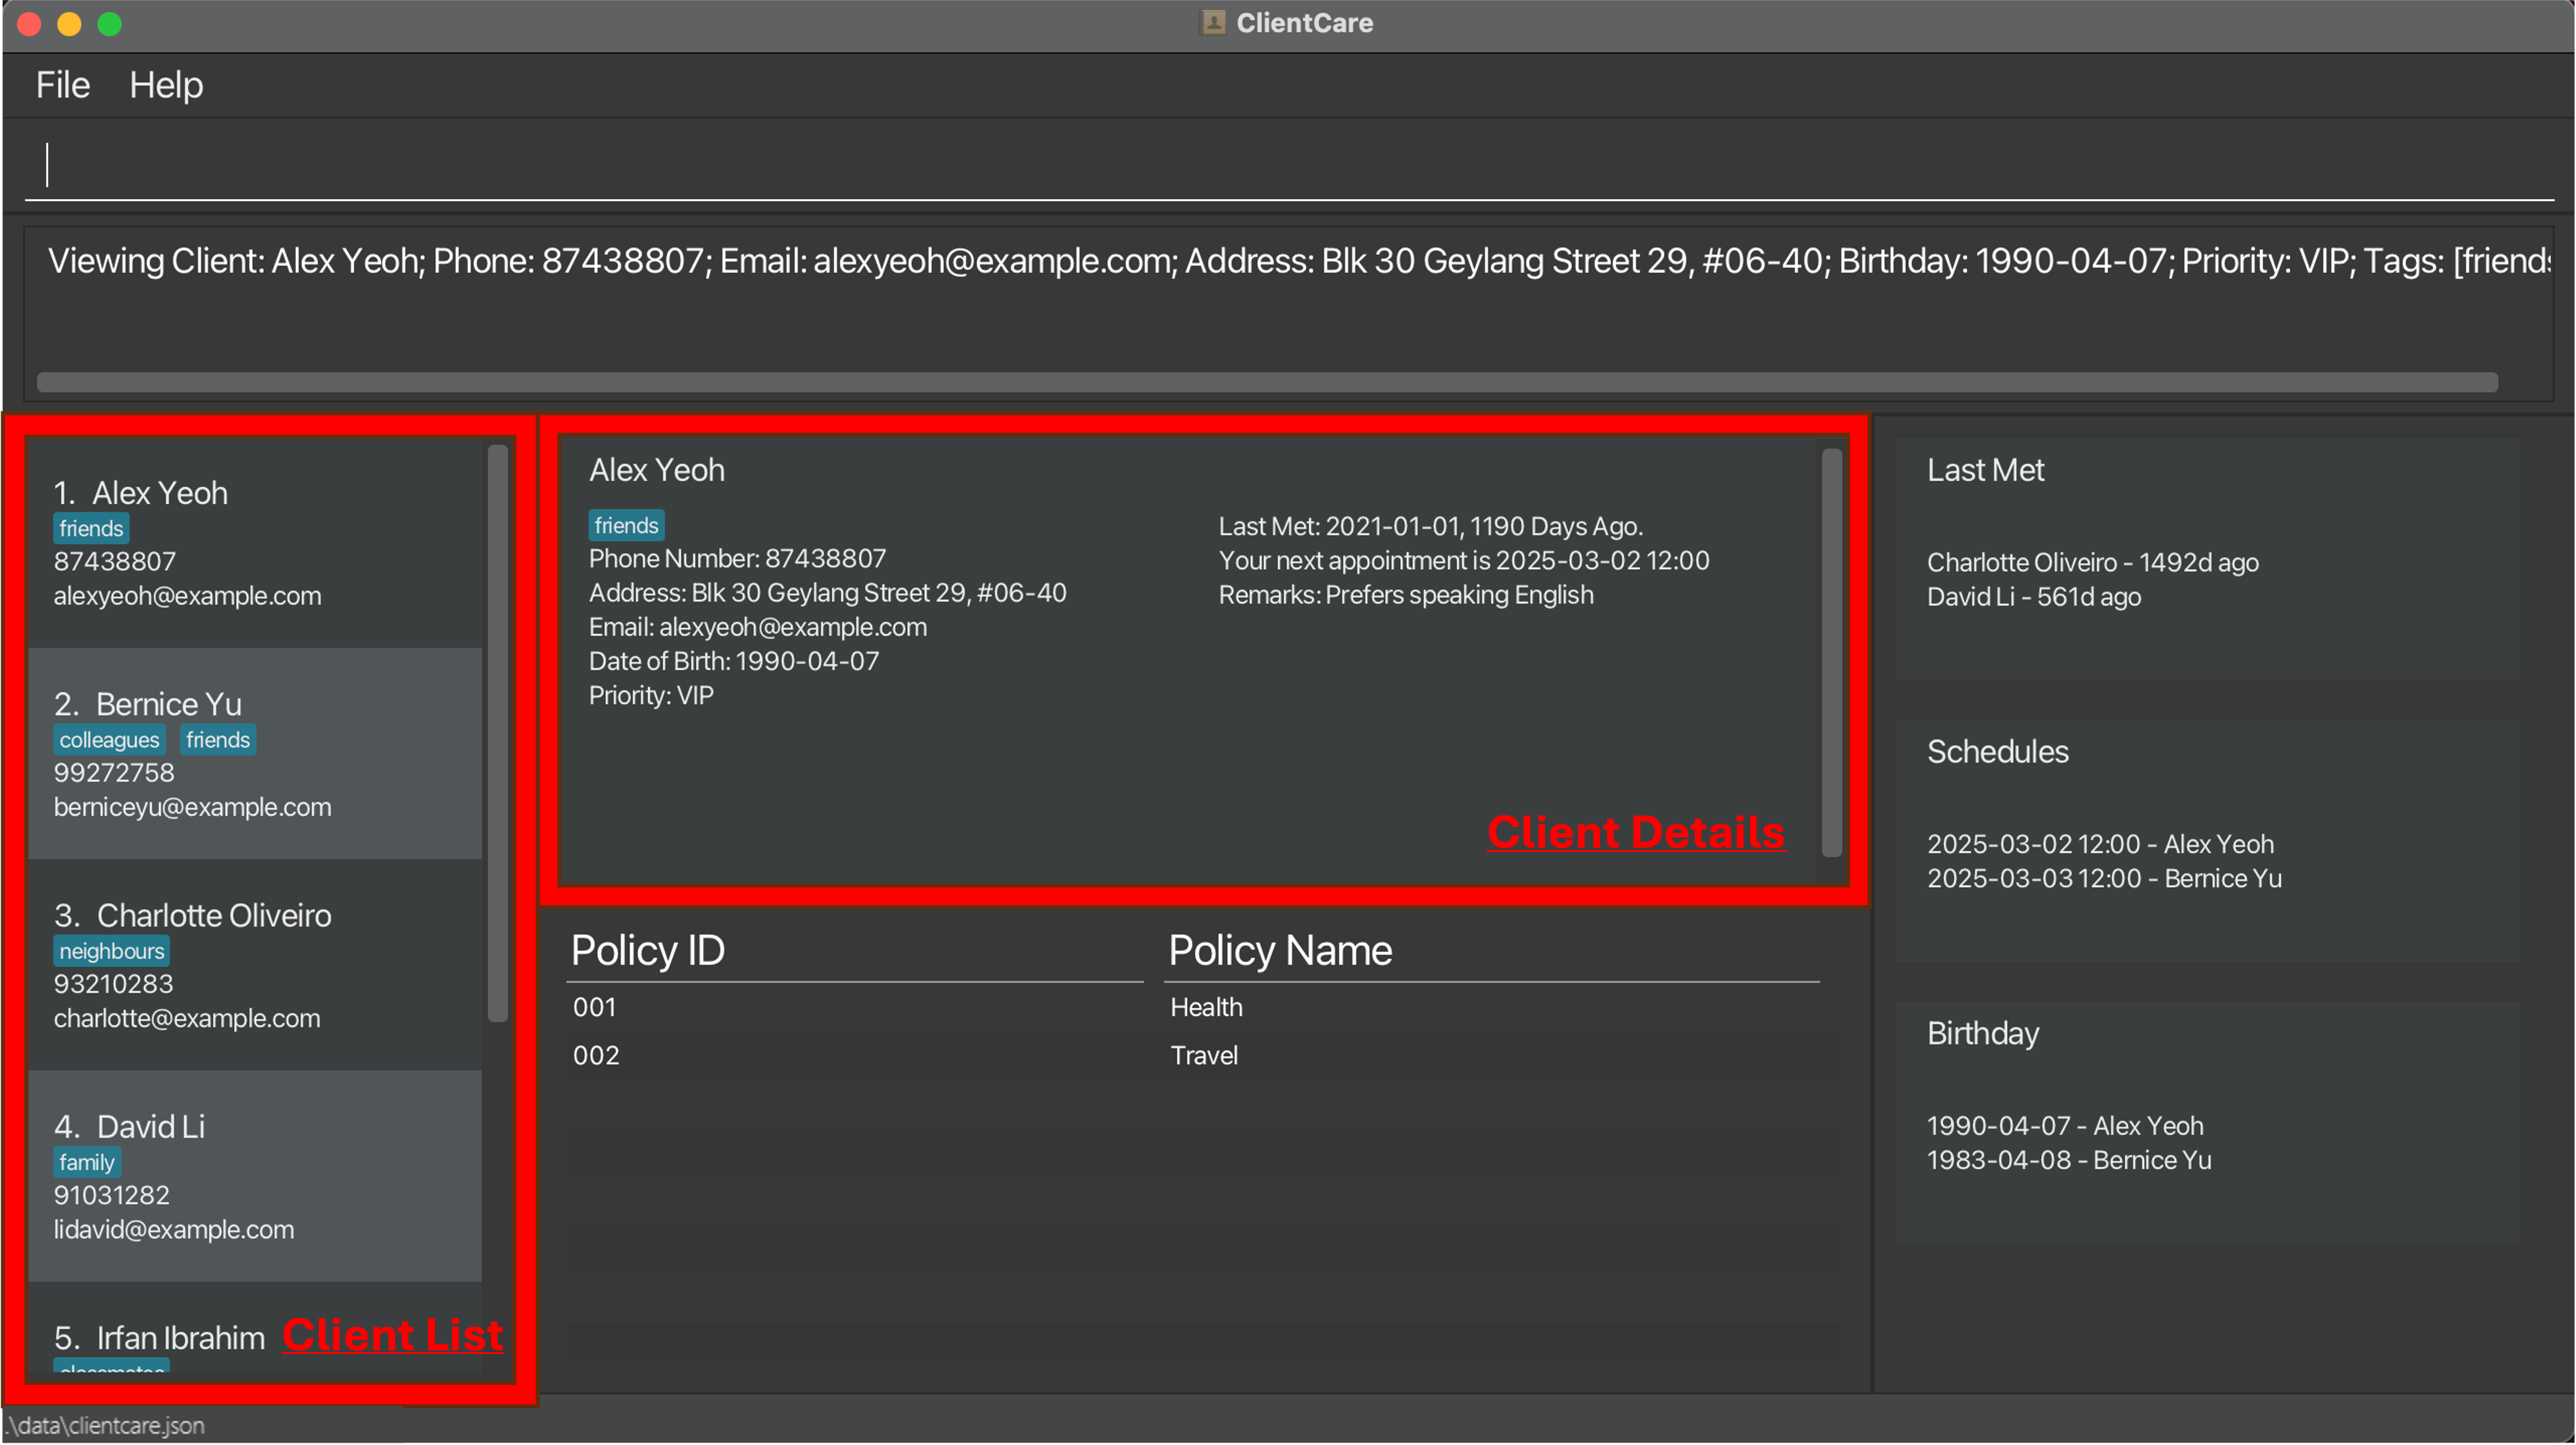 ClientCare
File Help
Viewing Client: Alex Yeoh; Phone: 87438807; Email: alexyeoh@example.com; Address: Blk 30 Geylang Street 29, #06-40; Birthday: 1990-04-07; Priority: VIP; Tags: [friends
1. Alex Yeoh
friends
87438807
alexyeoh@example.com
2. Bernice Yu
colleagues friends
99272758
berniceyu@example.com
3. Charlotte Oliveiro
neighbours
93210283
charlotte@example.com
4. David Li
family
91031282
lidavid@example.com
5. Irfan Ibrahim
classmates
Client List
Alex Yeoh
friends
Phone Number: 87438807
Address: Blk 30 Geylang Street 29, #06-40
Email: alexyeoh@example.com
Date of Birth: 1990-04-07
Priority: VIP
Last Met: 2021-01-01, 1190 Days Ago.
Your next appointment is 2025-03-02 12:00
Remarks: Prefers speaking English
Client Details
Policy ID Policy Name
001 Health
002 Travel
Last Met
Charlotte Oliveiro - 1492d ago
David Li - 561d ago
Schedules
2025-03-02 12:00 - Alex Yeoh
2025-03-03 12:00 - Bernice Yu
Birthday
1990-04-07 - Alex Yeoh
1983-04-08 - Bernice Yu
.\data\clientcare.json